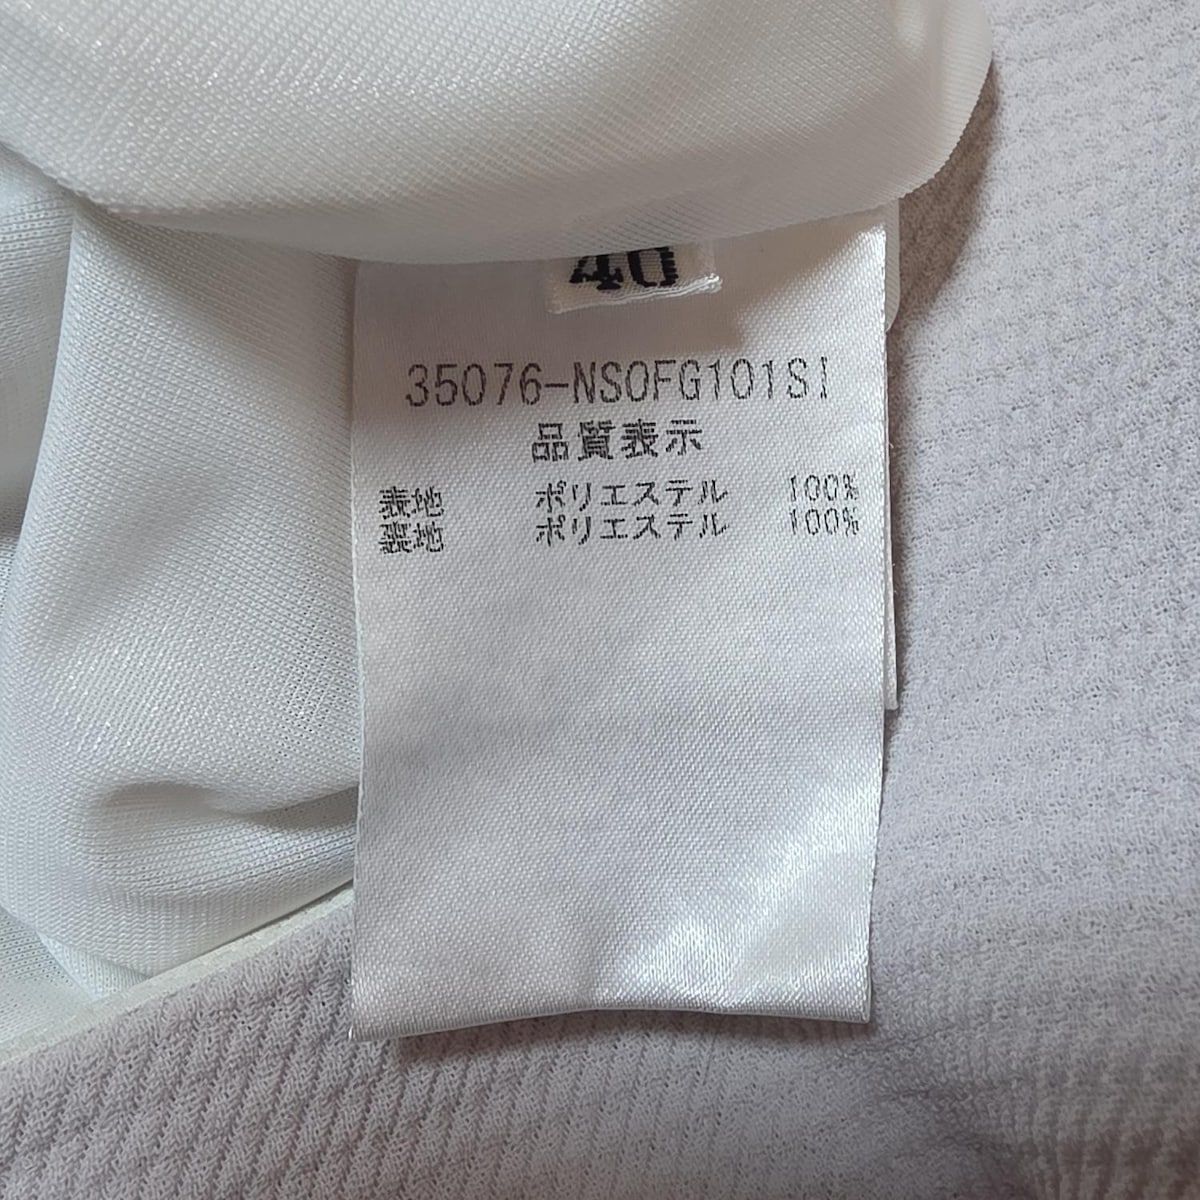 40
35076-NS0FG101SI
品質表示
表地 ポリエステル 100%
裏地 ポリエステル 100%